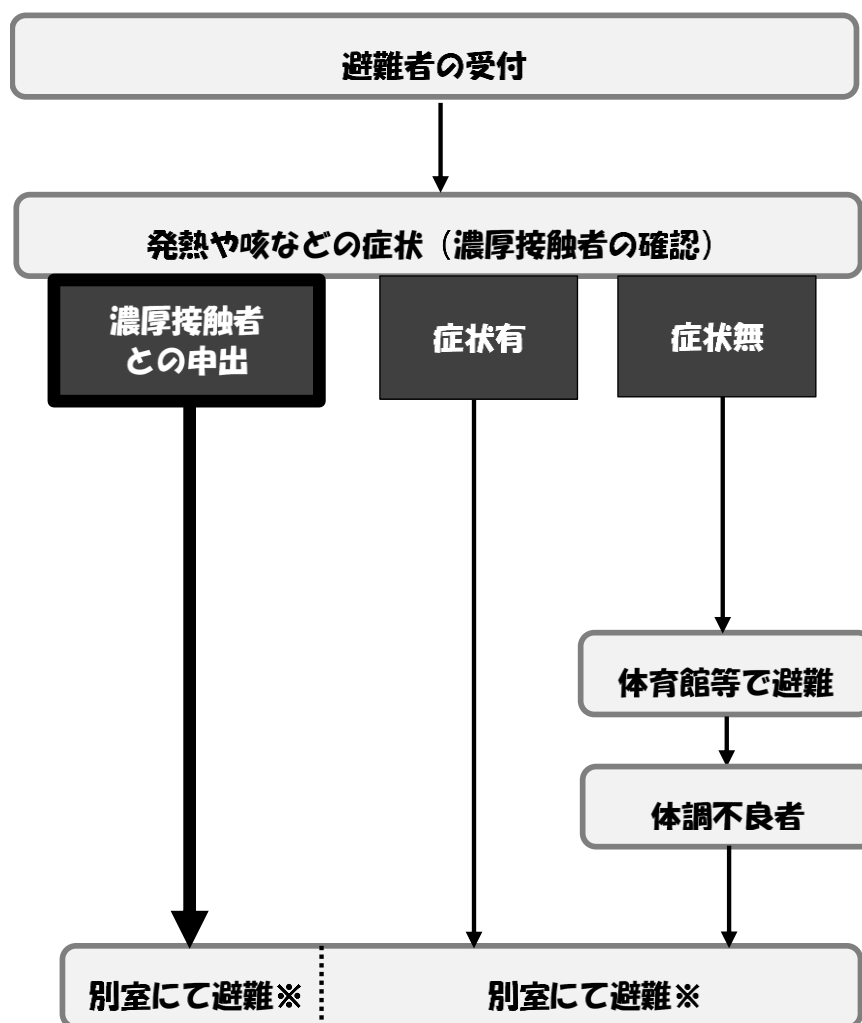 避難者の受付
発熱や咳などの症状（濃厚接触者の確認）
濃厚接触者
との申出
症状有
症状無
体育館等で避難
体調不良者
別室にて避難※
別室にて避難※